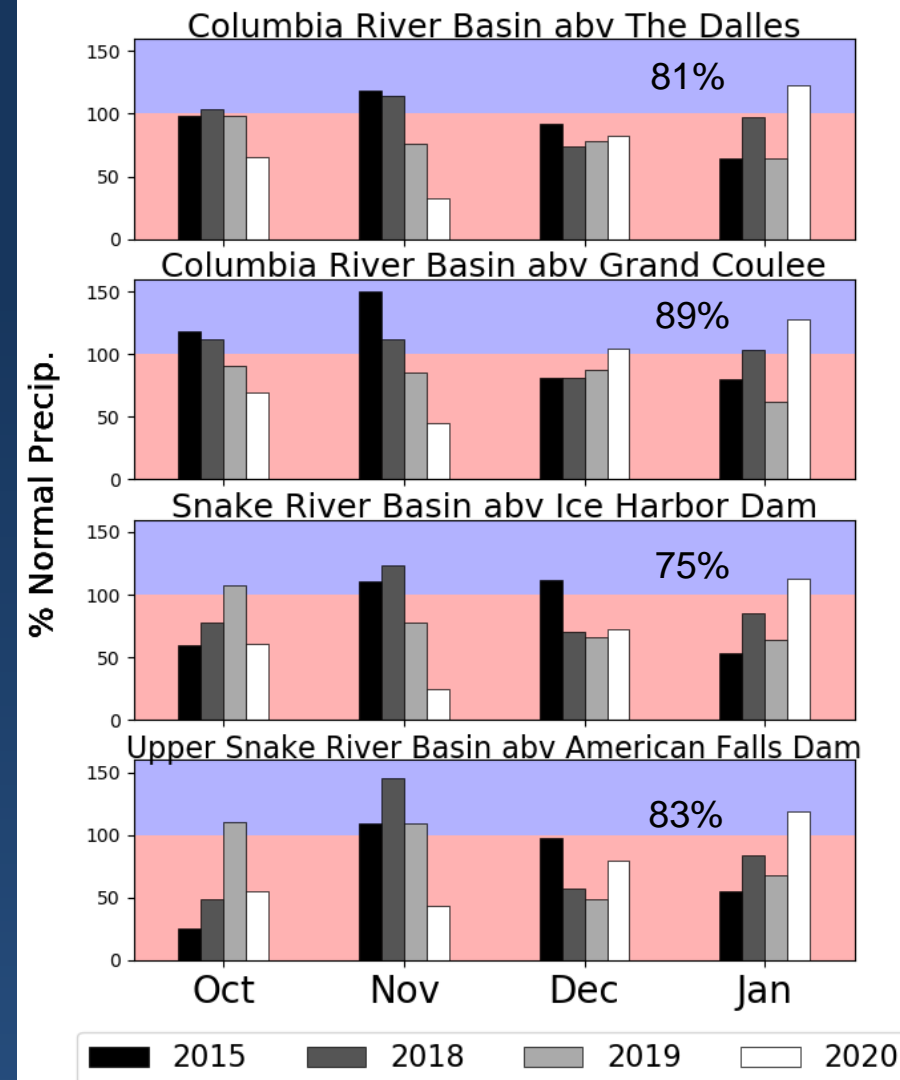 Columbia River Basin abv The Dalles
150
81%
100
50
0
Columbia River Basin abv Grand Coulee
150
89%
100
50
0
% Normal Precip.
Snake River Basin abv Ice Harbor Dam
150
75%
100
50
0
Upper Snake River Basin abv American Falls Dam
150
83%
100
50
0
Oct Nov Dec Jan
2015 2018 2019 2020